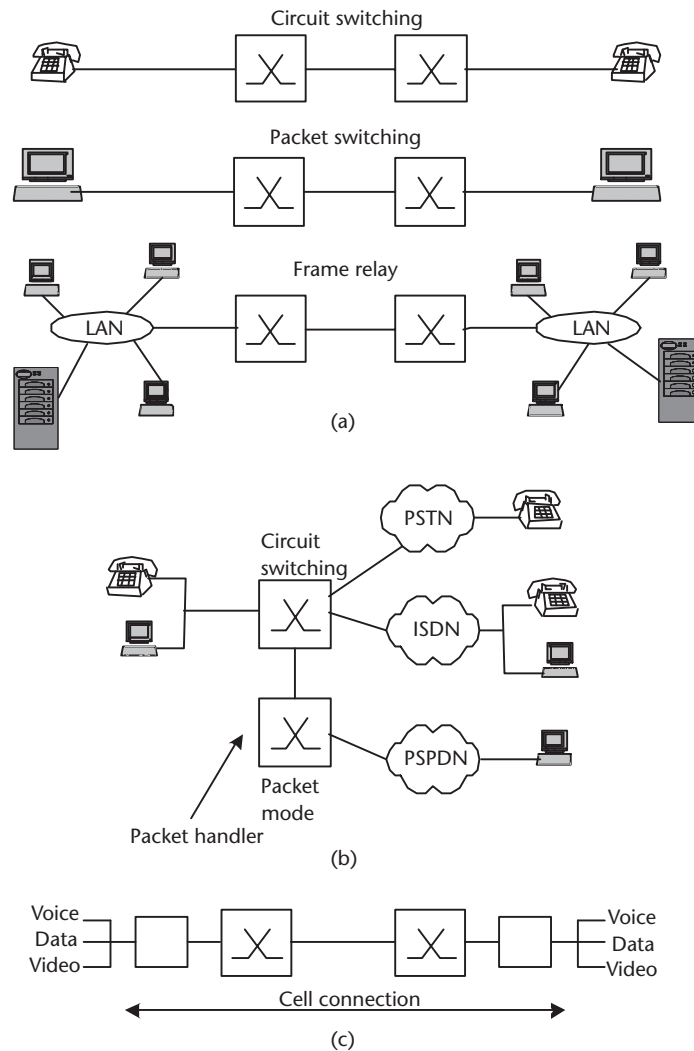 Circuit switching
Packet switching
Frame relay
LAN
LAN
(a)
PSTN
Circuit
switching
ISDN
PSPDN
Packet
mode
Packet handler
(b)
Voice
Data
Video
Voice
Data
Video
Cell connection
(c)